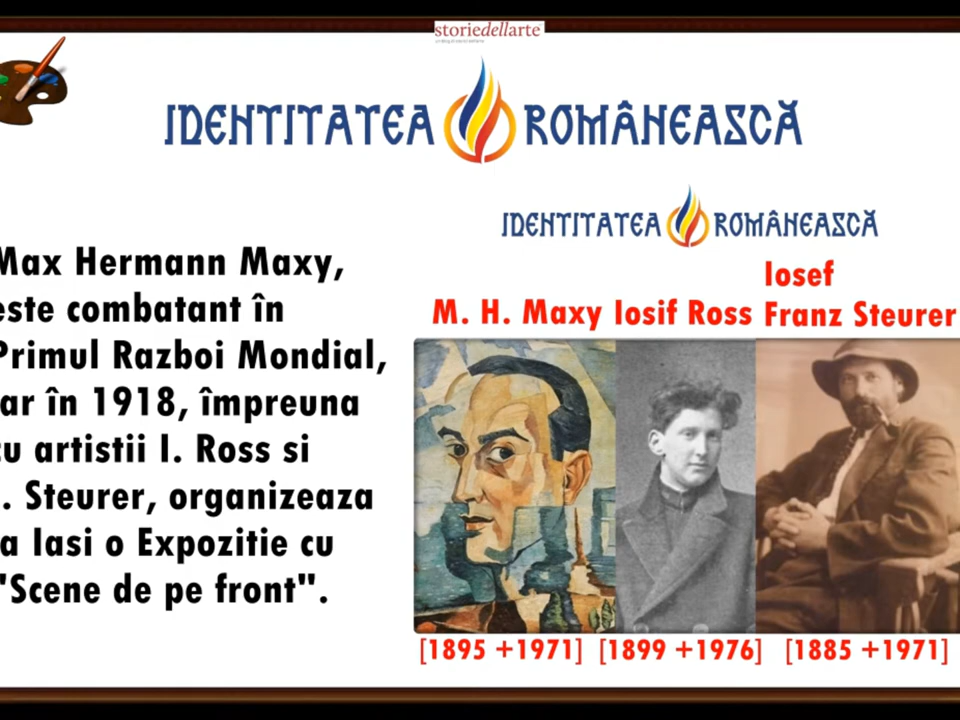 storiedellarte
IDENTITATEA ROMÂNEASCĂ
IDENTITATEA ROMÂNEASCĂ
Max Hermann Maxy,
este combatant în
Primul Razboi Mondial,
ar în 1918, împreuna
cu artistii I. Ross si
. Steurer, organizeaza
a Iasi o Expozitie cu
"Scene de pe front".
M. H. Maxy
Iosif Ross
Iosef
Franz Steurer
[1895 +1971]
[1899 +1976]
[1885 +1971]